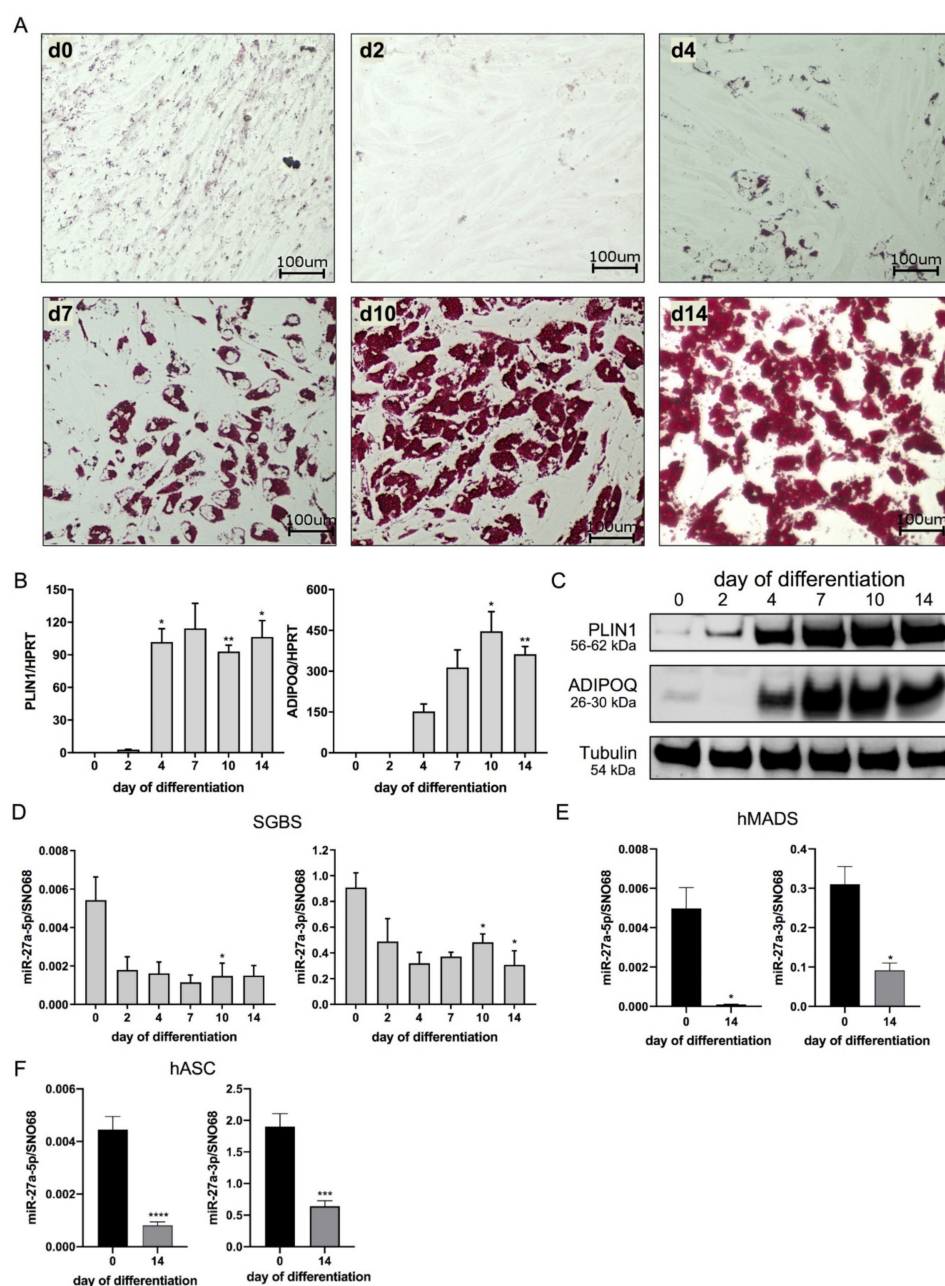 A
d0
d2
d4
100um
100um
100um
d7
d10
d14
100um
100um
100um
B
PLIN1/HPRT
150
120
90
60
30
0
*
**
*
0 2 4 7 10 14
day of differentiation
ADIPOQ/HPRT
600
450
300
150
*
**
0 2 4 7 10 14
day of differentiation
C
day of differentiation
0 2 4 7 10 14
PLIN1
56-62 kDa
ADIPOQ
26-30 kDa
Tubulin
54 kDa
D
SGBS
miR-27a-5p/SNO68
0.008
0.006
0.004
0.002
0.000
*
0 2 4 7 10 14
day of differentiation
miR-27a-3p/SNO68
1.2
1.0
0.8
0.6
0.4
0.2
0.0
*
*
0 2 4 7 10 14
day of differentiation
E
hMADS
miR-27a-5p/SNO68
0.008
0.006
0.004
0.002
0.000
*
0 14
day of differentiation
miR-27a-3p/SNO68
0.4
0.3
0.2
0.1
0.0
*
0 14
day of differentiation
F
hASC
miR-27a-5p/SNO68
0.006
0.004
0.002
0.000
****
0 14
day of differentiation
miR-27a-3p/SNO68
2.5
2.0
1.5
1.0
0.5
0.0
***
0 14
day of differentiation